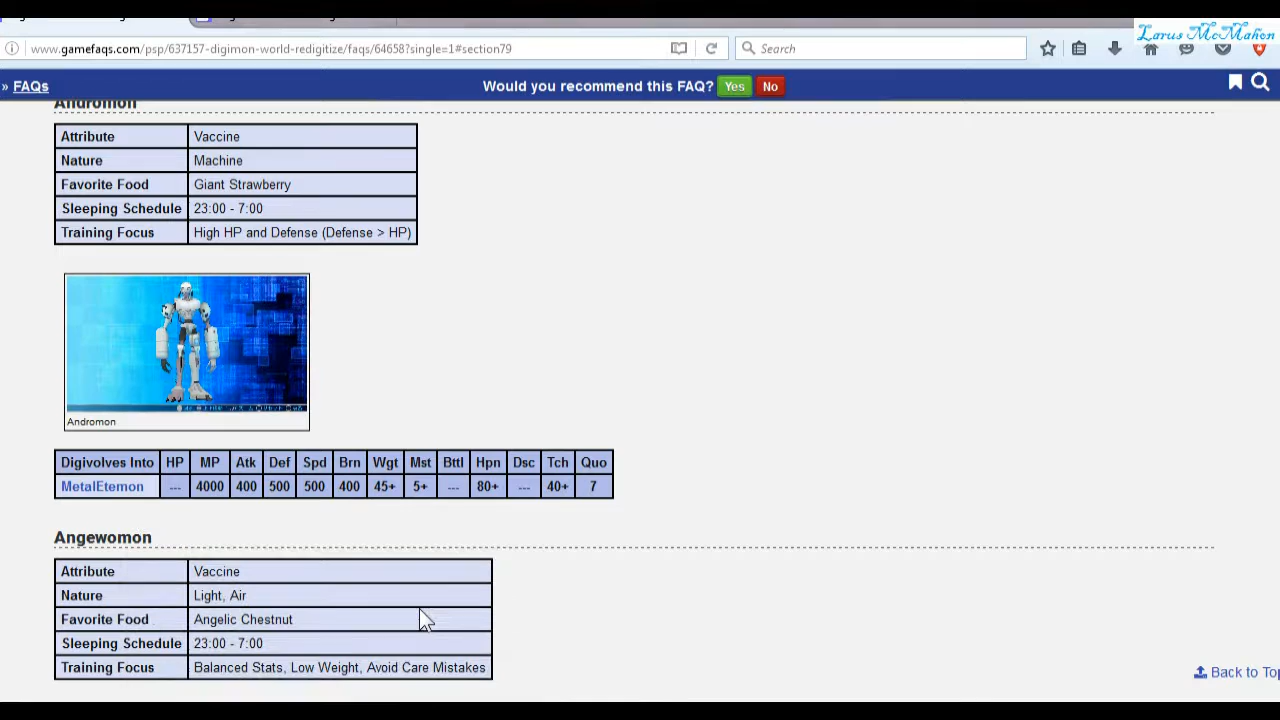 Larus McMahon
www.gamefaqs.com/psp/637157-digimon-world-redigitize/faqs/64658?single=1#section79
Search
» FAQs
Would you recommend this FAQ? Yes No
Andromon
Attribute Vaccine
Nature Machine
Favorite Food Giant Strawberry
Sleeping Schedule 23:00 - 7:00
Training Focus High HP and Defense (Defense > HP)
Andromon
Digivolves Into HP MP Atk Def Spd Brn Wgt Mst Bttl Hpn Dsc Tch Quo
MetalEtemon --- 4000 400 500 500 400 45+ 5+ --- 80+ --- 40+ 7
Angewomon
Attribute Vaccine
Nature Light, Air
Favorite Food Angelic Chestnut
Sleeping Schedule 23:00 - 7:00
Training Focus Balanced Stats, Low Weight, Avoid Care Mistakes
Back to Top